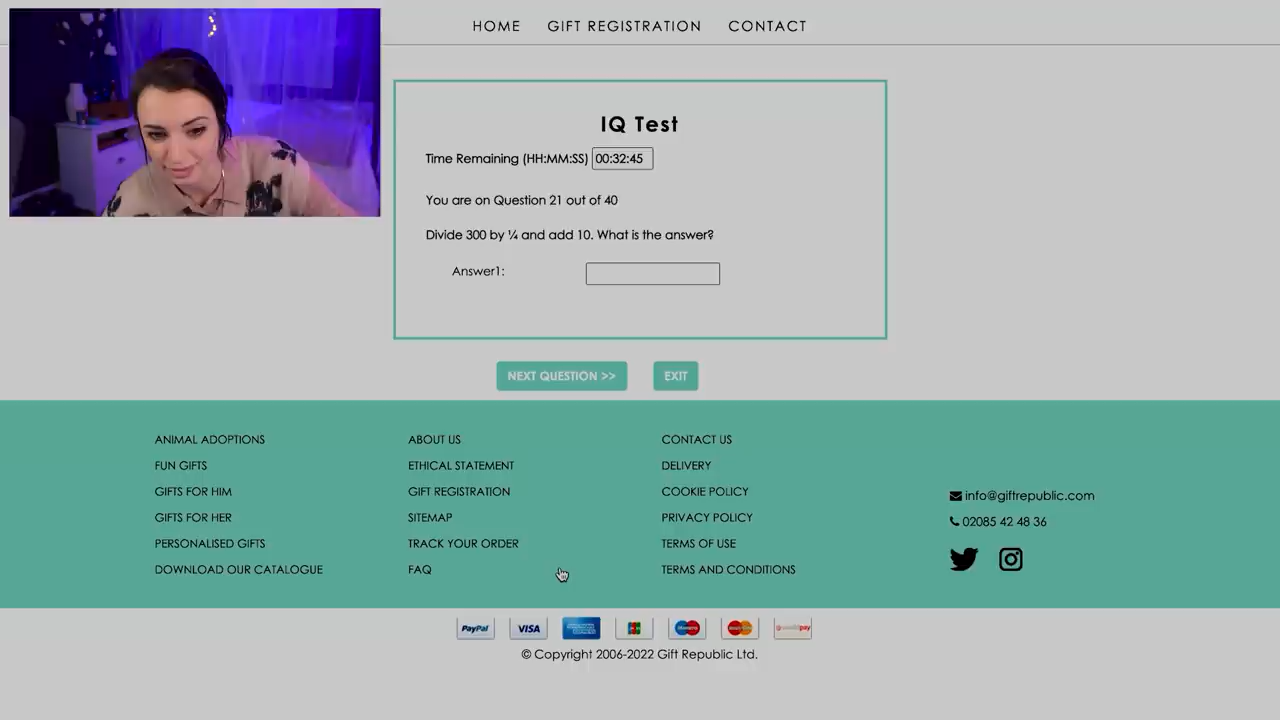 HOME GIFT REGISTRATION CONTACT
IQ Test
Time Remaining (HH:MM:SS) 00:32:45
You are on Question 21 out of 40
Divide 300 by ¼ and add 10. What is the answer?
Answer1:
NEXT QUESTION >> EXIT
ANIMAL ADOPTIONS
FUN GIFTS
GIFTS FOR HIM
GIFTS FOR HER
PERSONALISED GIFTS
DOWNLOAD OUR CATALOGUE
ABOUT US
ETHICAL STATEMENT
GIFT REGISTRATION
SITEMAP
TRACK YOUR ORDER
FAQ
CONTACT US
DELIVERY
COOKIE POLICY
PRIVACY POLICY
TERMS OF USE
TERMS AND CONDITIONS
info@giftrepublic.com
02085 42 48 36
PayPal VISA
© Copyright 2006-2022 Gift Republic Ltd.